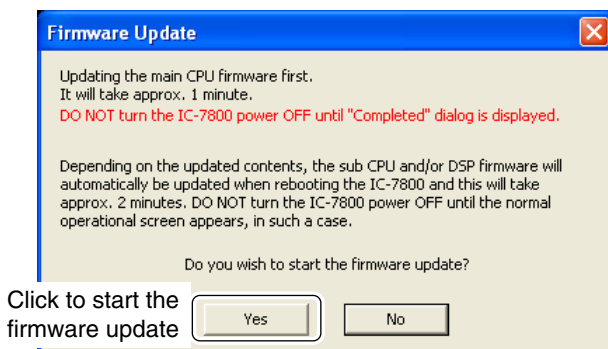 Firmware Update
Updating the main CPU firmware first.
It will take approx. 1 minute.
DO NOT turn the IC-7800 power OFF until "Completed" dialog is displayed.
Depending on the updated contents, the sub CPU and/or DSP firmware will
automatically be updated when rebooting the IC-7800 and this will take
approx. 2 minutes. DO NOT turn the IC-7800 power OFF until the normal
operational screen appears, in such a case.
Do you wish to start the firmware update?
Click to start the
firmware update
Yes
No